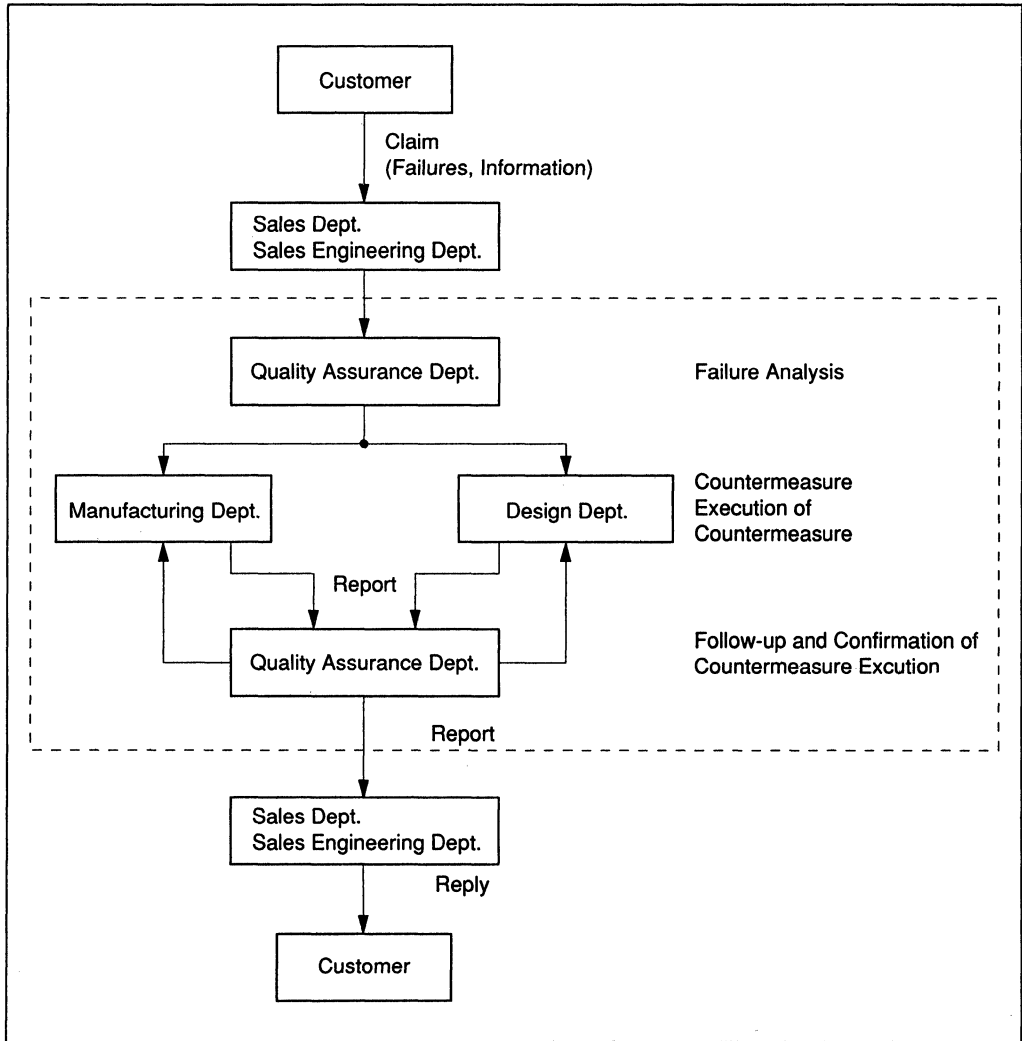 Customer
Claim
(Failures, Information)
Sales Dept.
Sales Engineering Dept.
Quality Assurance Dept.
Failure Analysis
Manufacturing Dept.
Design Dept.
Countermeasure
Execution of
Countermeasure
Report
Quality Assurance Dept.
Follow-up and Confirmation of
Countermeasure Excution
Report
Sales Dept.
Sales Engineering Dept.
Reply
Customer